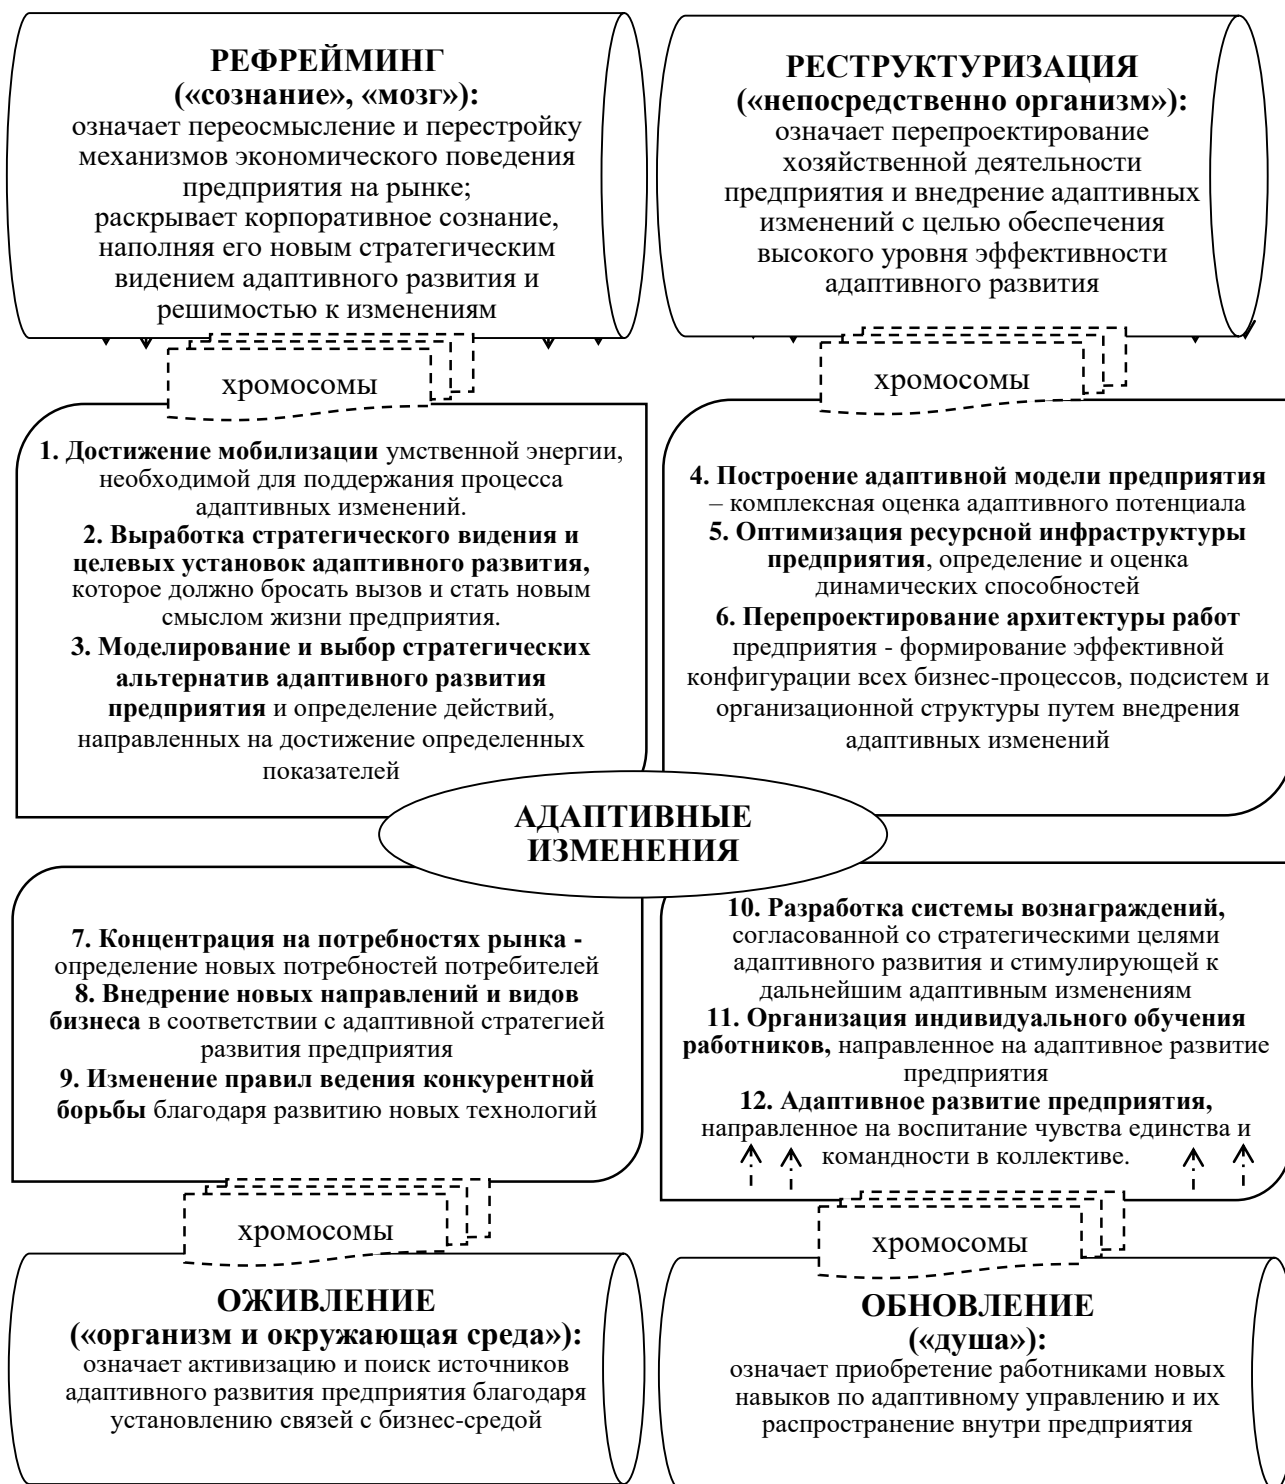 РЕФРЕЙМИНГ
(«сознание», «мозг»):
означает переосмысление и перестройку
механизмов экономического поведения
предприятия на рынке;
раскрывает корпоративное сознание,
наполняя его новым стратегическим
видением адаптивного развития и
решимостью к изменениям
РЕСТРУКТУРИЗАЦИЯ
(«непосредственно организм»):
означает перепроектирование
хозяйственной деятельности
предприятия и внедрение адаптивных
изменений с целью обеспечения
высокого уровня эффективности
адаптивного развития
хромосомы
хромосомы
1. Достижение мобилизации умственной энергии,
необходимой для поддержания процесса
адаптивных изменений.
2. Выработка стратегического видения и
целевых установок адаптивного развития,
которое должно бросать вызов и стать новым
смыслом жизни предприятия.
3. Моделирование и выбор стратегических
альтернатив адаптивного развития
предприятия и определение действий,
направленных на достижение определенных
показателей
4. Построение адаптивной модели предприятия
– комплексная оценка адаптивного потенциала
5. Оптимизация ресурсной инфраструктуры
предприятия, определение и оценка
динамических способностей
6. Перепроектирование архитектуры работ
предприятия - формирование эффективной
конфигурации всех бизнес-процессов, подсистем и
организационной структуры путем внедрения
адаптивных изменений
АДАПТИВНЫЕ
ИЗМЕНЕНИЯ
7. Концентрация на потребностях рынка -
определение новых потребностей потребителей
8. Внедрение новых направлений и видов
бизнеса в соответствии с адаптивной стратегией
развития предприятия
9. Изменение правил ведения конкурентной
борьбы благодаря развитию новых технологий
10. Разработка системы вознаграждений,
согласованной со стратегическими целями
адаптивного развития и стимулирующей к
дальнейшим адаптивным изменениям
11. Организация индивидуального обучения
работников, направленное на адаптивное развитие
предприятия
12. Адаптивное развитие предприятия,
направленное на воспитание чувства единства и
командности в коллективе.
хромосомы
хромосомы
ОЖИВЛЕНИЕ
(«организм и окружающая среда»):
означает активизацию и поиск источников
адаптивного развития предприятия благодаря
установлению связей с бизнес-средой
ОБНОВЛЕНИЕ
(«душа»):
означает приобретение работниками новых
навыков по адаптивному управлению и их
распространение внутри предприятия